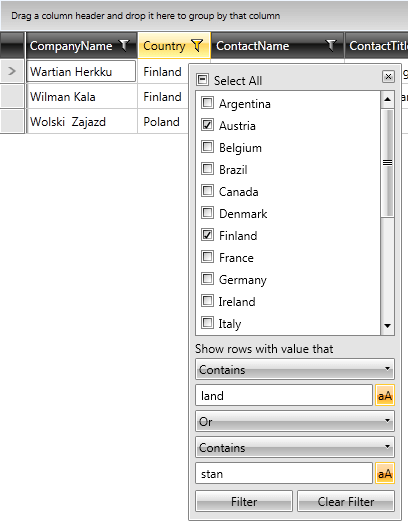 Drag a column header and drop it here to group by that column
CompanyName Country ContactName ContactTitl
Wartian Herkku Finland
Wilman Kala Finland
Wolski Zajazd Poland
Select All
Argentina
Austria
Belgium
Brazil
Canada
Denmark
Finland
France
Germany
Ireland
Italy
Show rows with value that
Contains
land aA
Or
Contains
stan aA
Filter Clear Filter